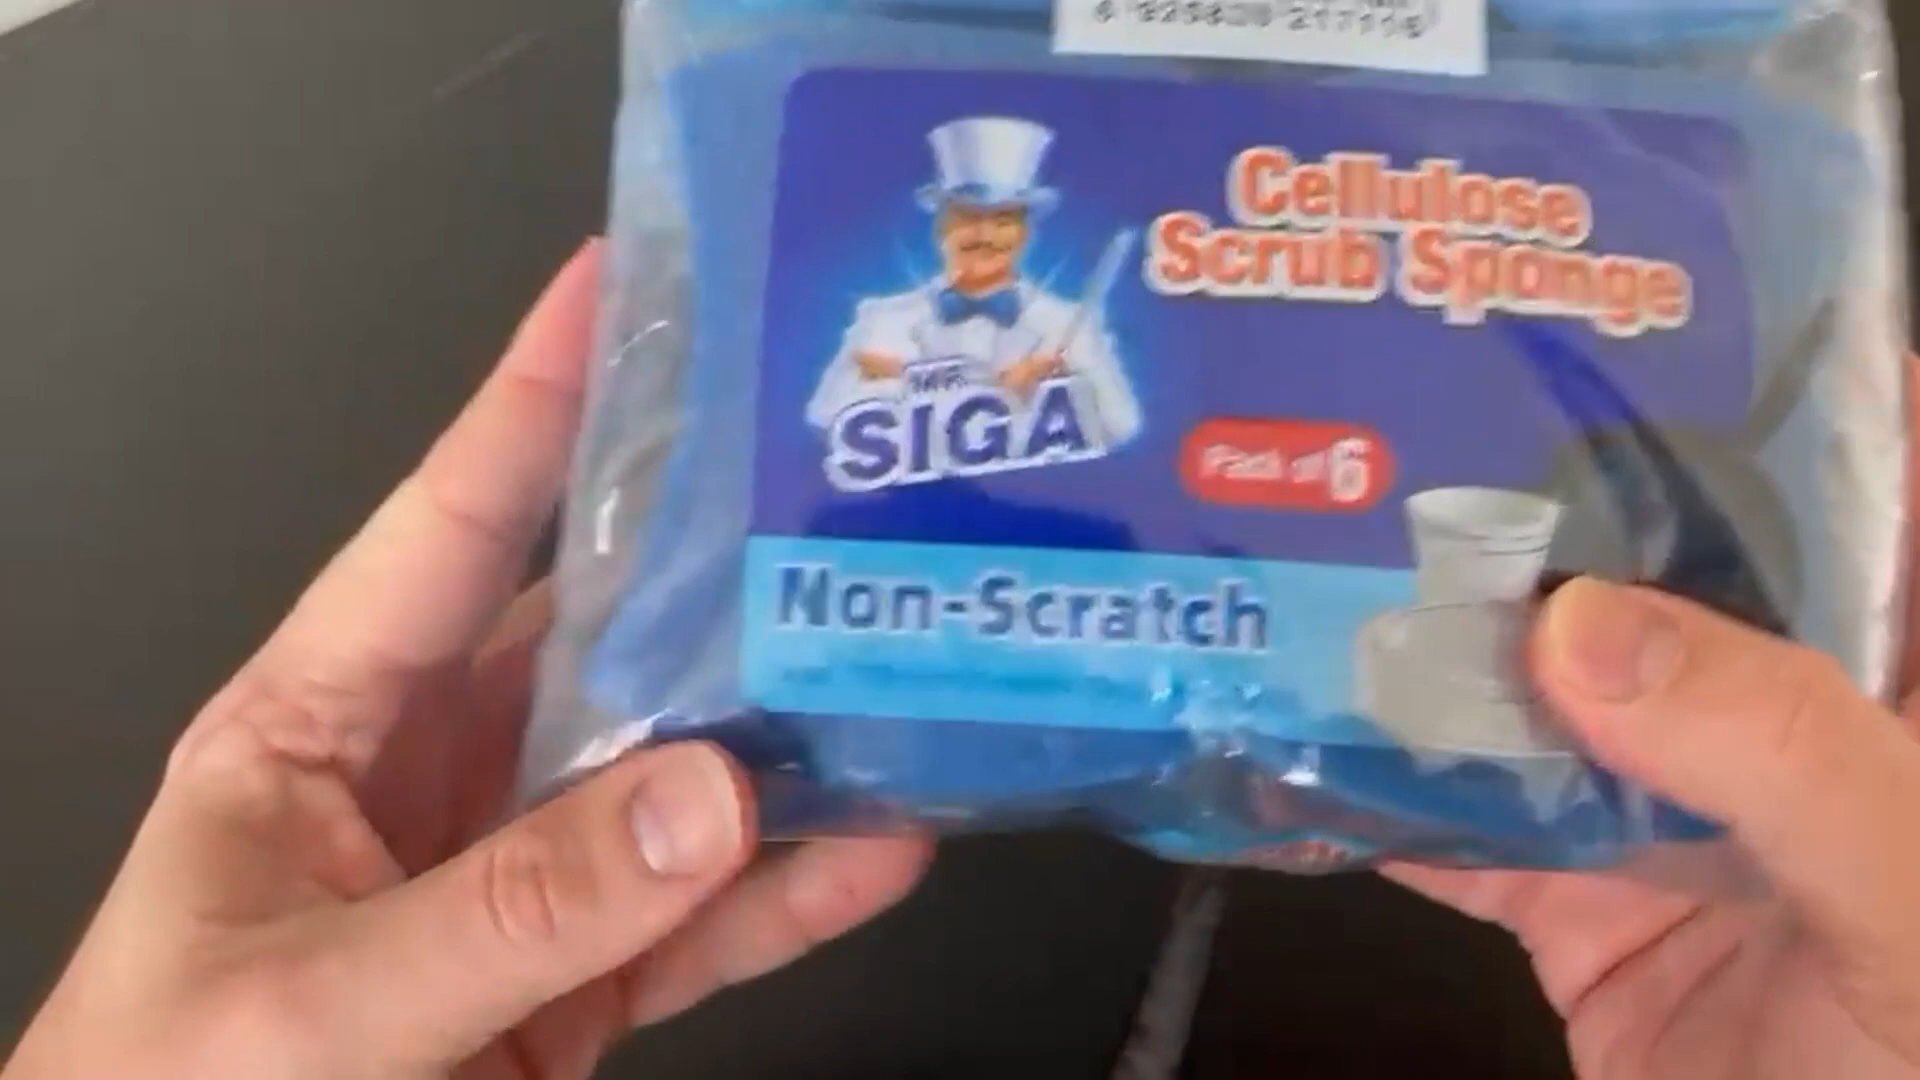 Cellulose
Scrub Sponge
MR.
SIGA
Pack of 6
Non-Scratch